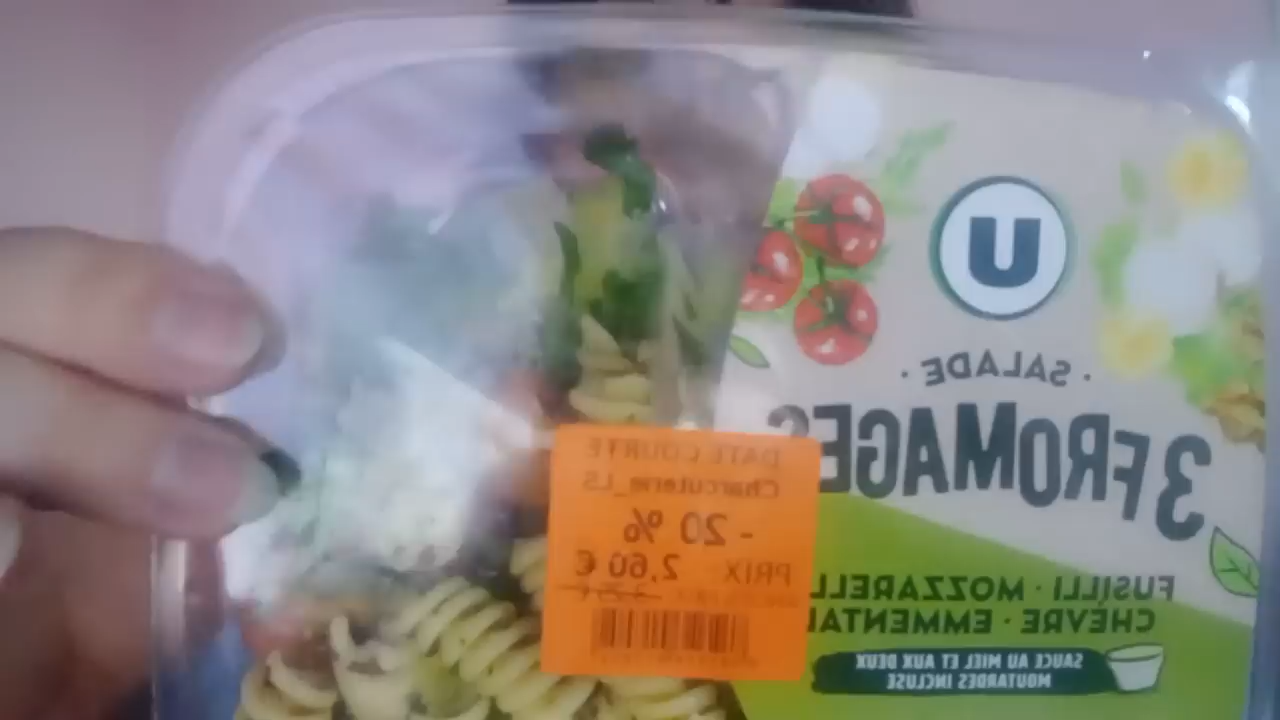 U
· SALADE ·
3 FROMAGES
FUSILLI · MOZZARELL
CHÈVRE · EMMENTAL
SAUCE AU MIEL ET AUX DEUX
MOUTARDES INCLUSE
DATE COURTE
Charcuterie_LS
- 20 %
PRIX 2,60 €